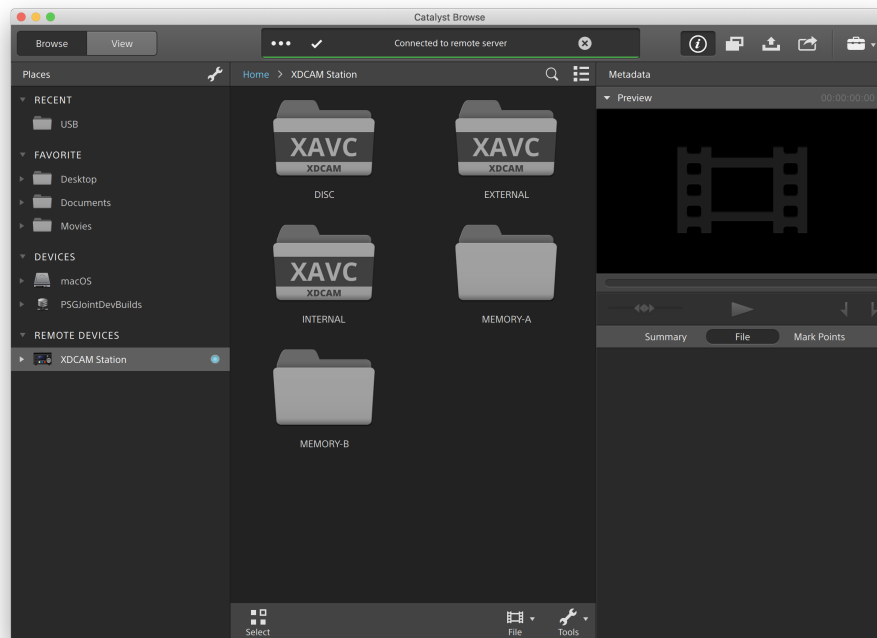 Catalyst Browse
Browse
View
Connected to remote server
Places
Home > XDCAM Station
Metadata
RECENT
USB
FAVORITE
Desktop
Documents
Movies
DEVICES
macOS
PSGJointDevBuilds
REMOTE DEVICES
XDCAM Station
XAVC
XDCAM
DISC
XAVC
XDCAM
EXTERNAL
XAVC
XDCAM
INTERNAL
MEMORY-A
MEMORY-B
Preview
00:00:00:00
Summary
File
Mark Points
Select
File
Tools